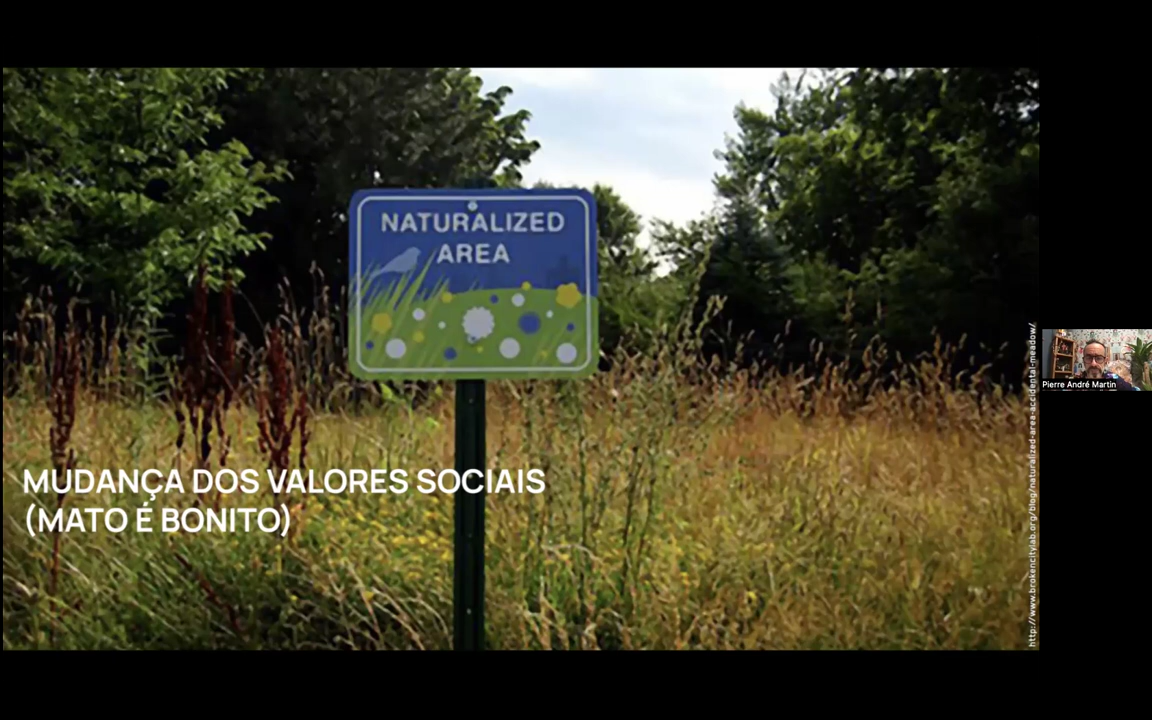 NATURALIZED
AREA
MUDANÇA DOS VALORES SOCIAIS
(MATO É BONITO)
http://www.brokencitylab.org/blog/naturalized-area-accidental-meadow/
Pierre André Martin